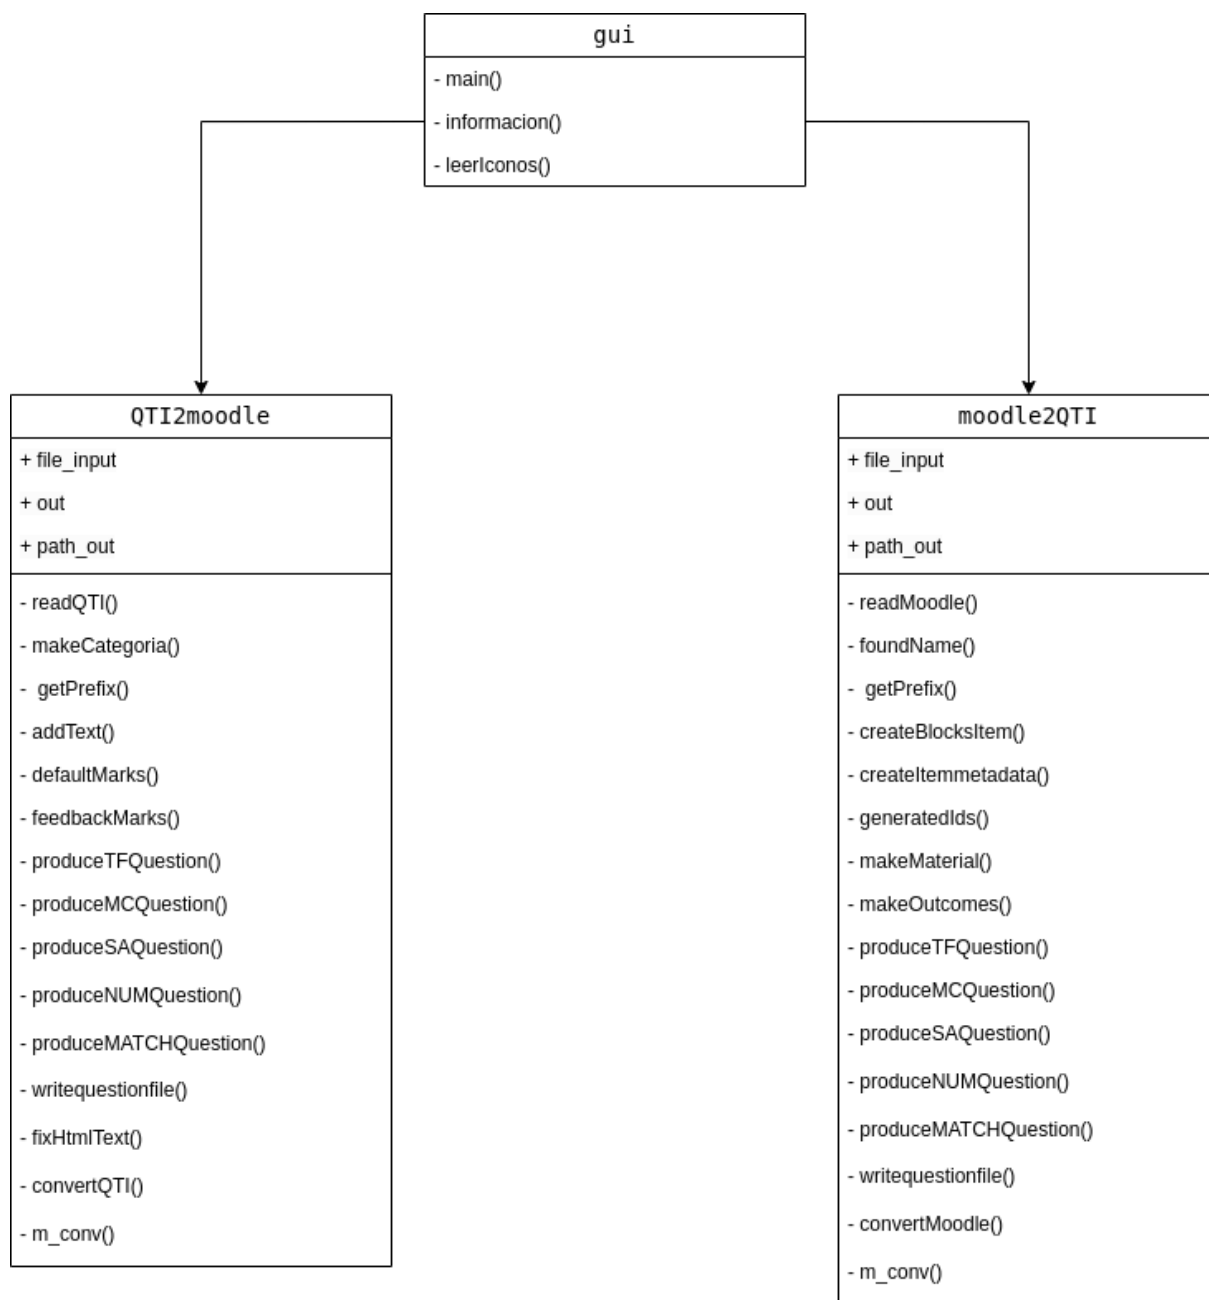 gui
- main()
- informacion()
- leerIconos()
QTI2moodle
+ file_input
+ out
+ path_out
- readQTI()
- makeCategoria()
- getPrefix()
- addText()
- defaultMarks()
- feedbackMarks()
- produceTFQuestion()
- produceMCQuestion()
- produceSAQuestion()
- produceNUMQuestion()
- produceMATCHQuestion()
- writequestionfile()
- fixHtmlText()
- convertQTI()
- m_conv()
moodle2QTI
+ file_input
+ out
+ path_out
- readMoodle()
- foundName()
- getPrefix()
- createBlocksItem()
- createItemmetadata()
- generatedIds()
- makeMaterial()
- makeOutcomes()
- produceTFQuestion()
- produceMCQuestion()
- produceSAQuestion()
- produceNUMQuestion()
- produceMATCHQuestion()
- writequestionfile()
- convertMoodle()
- m_conv()